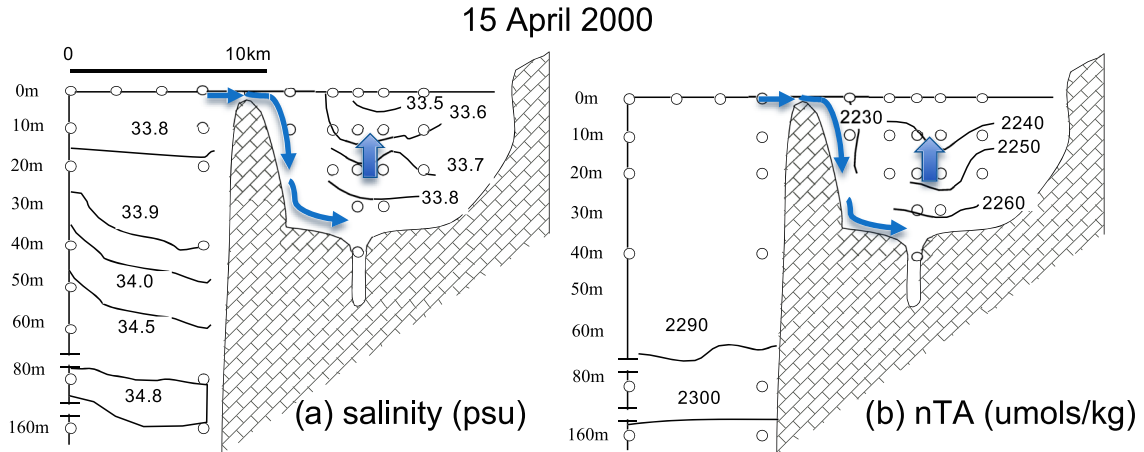 15 April 2000
0 10km
0m
10m
20m
30m
40m
50m
60m
80m
160m
33.8
33.9
34.0
34.5
34.8
33.5
33.6
33.7
33.8
(a) salinity (psu)
0m
10m
20m
30m
40m
50m
60m
80m
160m
2230
2240
2250
2260
2290
2300
(b) nTA (umols/kg)